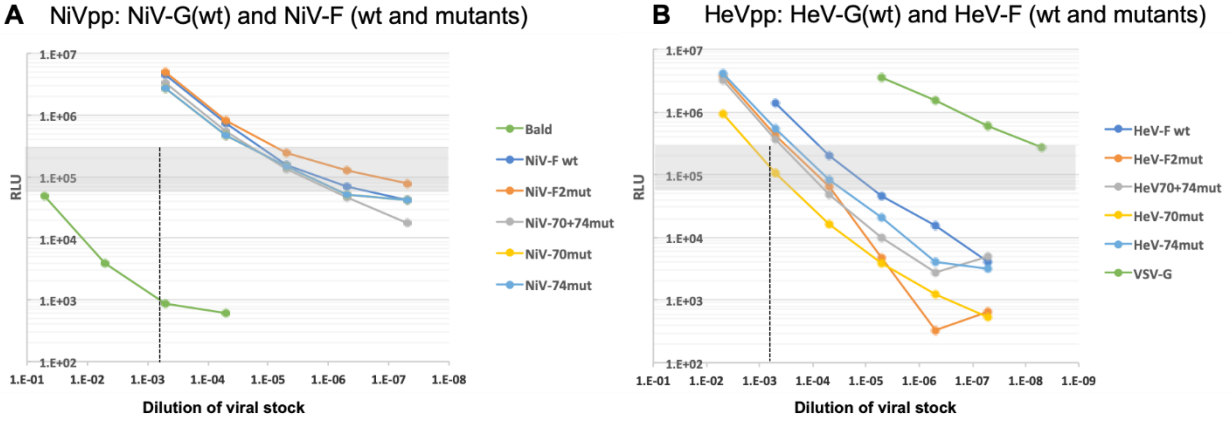 A NiVpp: NiV-G(wt) and NiV-F (wt and mutants)
1.E+07
1.E+06
1.E+05
1.E+04
1.E+03
1.E+02
RLU
1.E-01 1.E-02 1.E-03 1.E-04 1.E-05 1.E-06 1.E-07 1.E-08
Dilution of viral stock
Bald
NiV-F wt
NiV-F2mut
NiV-70+74mut
NiV-70mut
NiV-74mut
B HeVpp: HeV-G(wt) and HeV-F (wt and mutants)
1.E+07
1.E+06
1.E+05
1.E+04
1.E+03
1.E+02
RLU
1.E-01 1.E-02 1.E-03 1.E-04 1.E-05 1.E-06 1.E-07 1.E-08 1.E-09
Dilution of viral stock
HeV-F wt
HeV-F2mut
HeV70+74mut
HeV-70mut
HeV-74mut
VSV-G